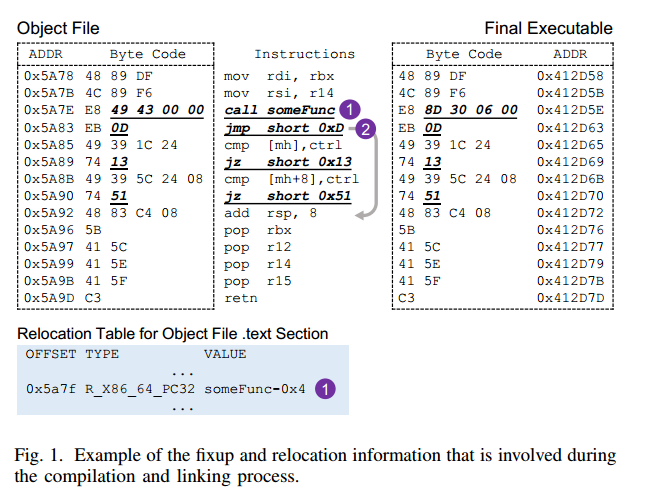 Object File Final Executable
ADDR Byte Code Instructions Byte Code ADDR
0x5A78 48 89 DF mov rdi, rbx 48 89 DF 0x412D58
0x5A7B 4C 89 F6 mov rsi, r14 4C 89 F6 0x412D5B
0x5A7E E8 49 43 00 00 call someFunc 1 E8 8D 30 06 00 0x412D5E
0x5A83 EB 0D jmp short 0xD 2 EB 0D 0x412D63
0x5A85 49 39 1C 24 cmp [mh],ctrl 49 39 1C 24 0x412D65
0x5A89 74 13 jz short 0x13 74 13 0x412D69
0x5A8B 49 39 5C 24 08 cmp [mh+8],ctrl 49 39 5C 24 08 0x412D6B
0x5A90 74 51 jz short 0x51 74 51 0x412D70
0x5A92 48 83 C4 08 add rsp, 8 48 83 C4 08 0x412D72
0x5A96 5B pop rbx 5B 0x412D76
0x5A97 41 5C pop r12 41 5C 0x412D77
0x5A99 41 5E pop r14 41 5E 0x412D79
0x5A9B 41 5F pop r15 41 5F 0x412D7B
0x5A9D C3 retn C3 0x412D7D
Relocation Table for Object File .text Section
OFFSET TYPE VALUE
...
0x5a7f R_X86_64_PC32 someFunc-0x4 1
...
Fig. 1. Example of the fixup and relocation information that is involved during
the compilation and linking process.